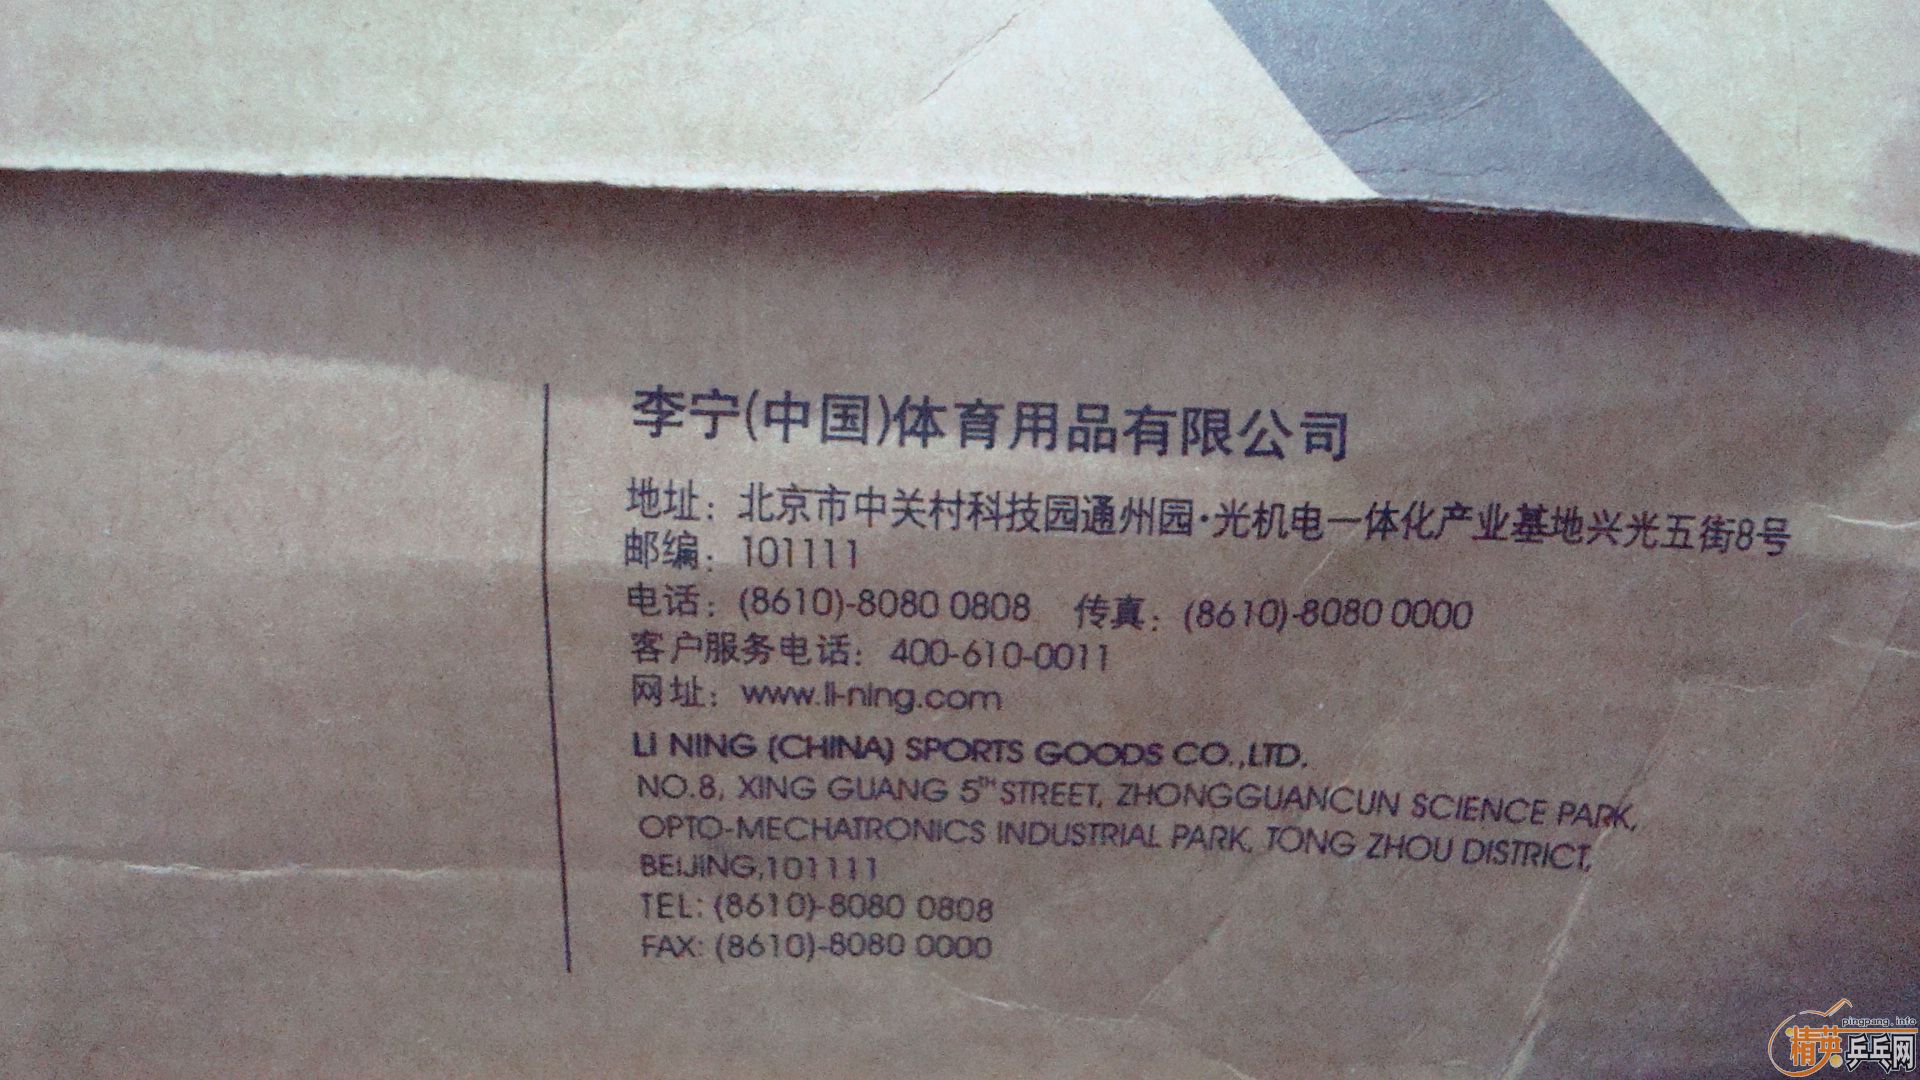 李宁(中国)体育用品有限公司
地址：北京市中关村科技园通州园·光机电一体化产业基地兴光五街8号
邮编：101111
电话：(8610)-8080 0808 传真：(8610)-8080 0000
客户服务电话：400-610-0011
网址：www.li-ning.com
LI NING (CHINA) SPORTS GOODS CO.,LTD.
NO.8, XING GUANG 5TH STREET, ZHONGGUANCUN SCIENCE PARK,
OPTO-MECHATRONICS INDUSTRIAL PARK, TONG ZHOU DISTRICT,
BEIJING,101111
TEL: (8610)-8080 0808
FAX: (8610)-8080 0000
pingpang.info
精英乒乓网